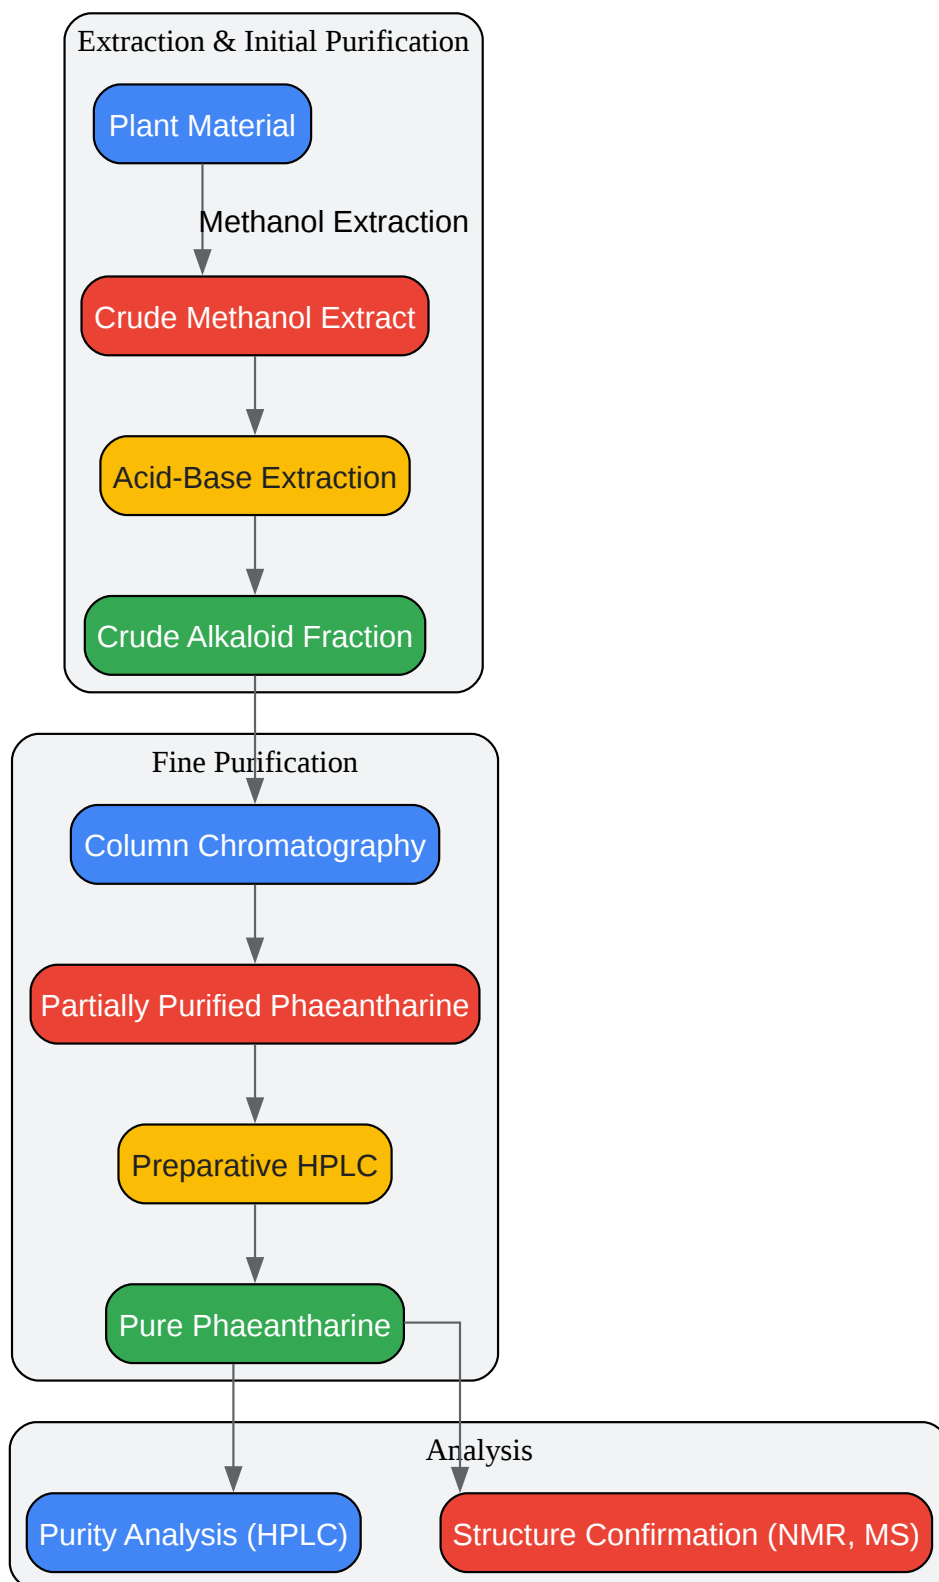 Extraction & Initial Purification
Plant Material
Methanol Extraction
Crude Methanol Extract
Acid-Base Extraction
Crude Alkaloid Fraction
Fine Purification
Column Chromatography
Partially Purified Phaeantharine
Preparative HPLC
Pure Phaeantharine
Analysis
Purity Analysis (HPLC)
Structure Confirmation (NMR, MS)